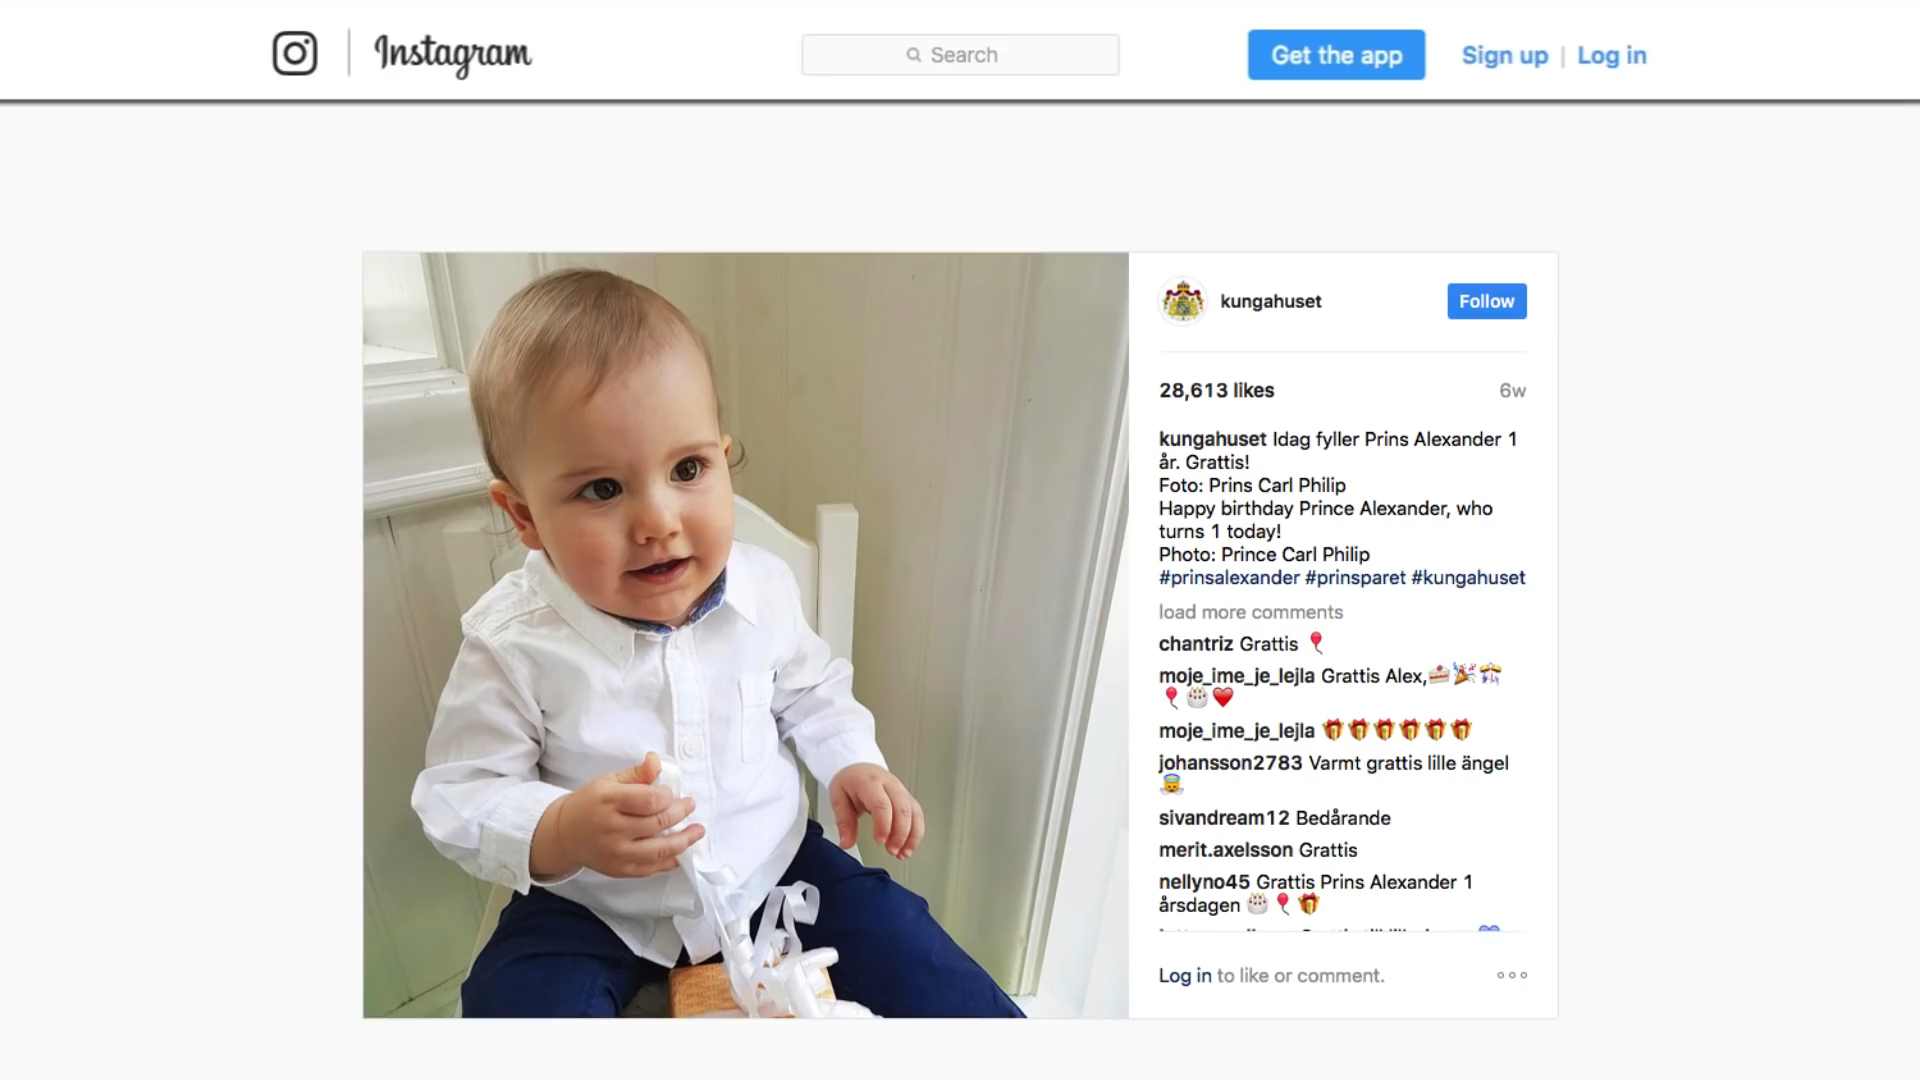 Instagram
Search
Get the app
Sign up | Log in
kungahuset
Follow
28,613 likes
6w
kungahuset Idag fyller Prins Alexander 1
år. Grattis!
Foto: Prins Carl Philip
Happy birthday Prince Alexander, who
turns 1 today!
Photo: Prince Carl Philip
#prinsalexander #prinsparet #kungahuset
load more comments
chantriz Grattis 🎈
moje_ime_je_lejla Grattis Alex,🍰🎉🎊
🎈🎂❤️
moje_ime_je_lejla 🎁🎁🎁🎁🎁🎁
johansson2783 Varmt grattis lille ängel
😇
sivandream12 Bedårande
merit.axelsson Grattis
nellyno45 Grattis Prins Alexander 1
årsdagen 🎂🎈🎁
Log in to like or comment.